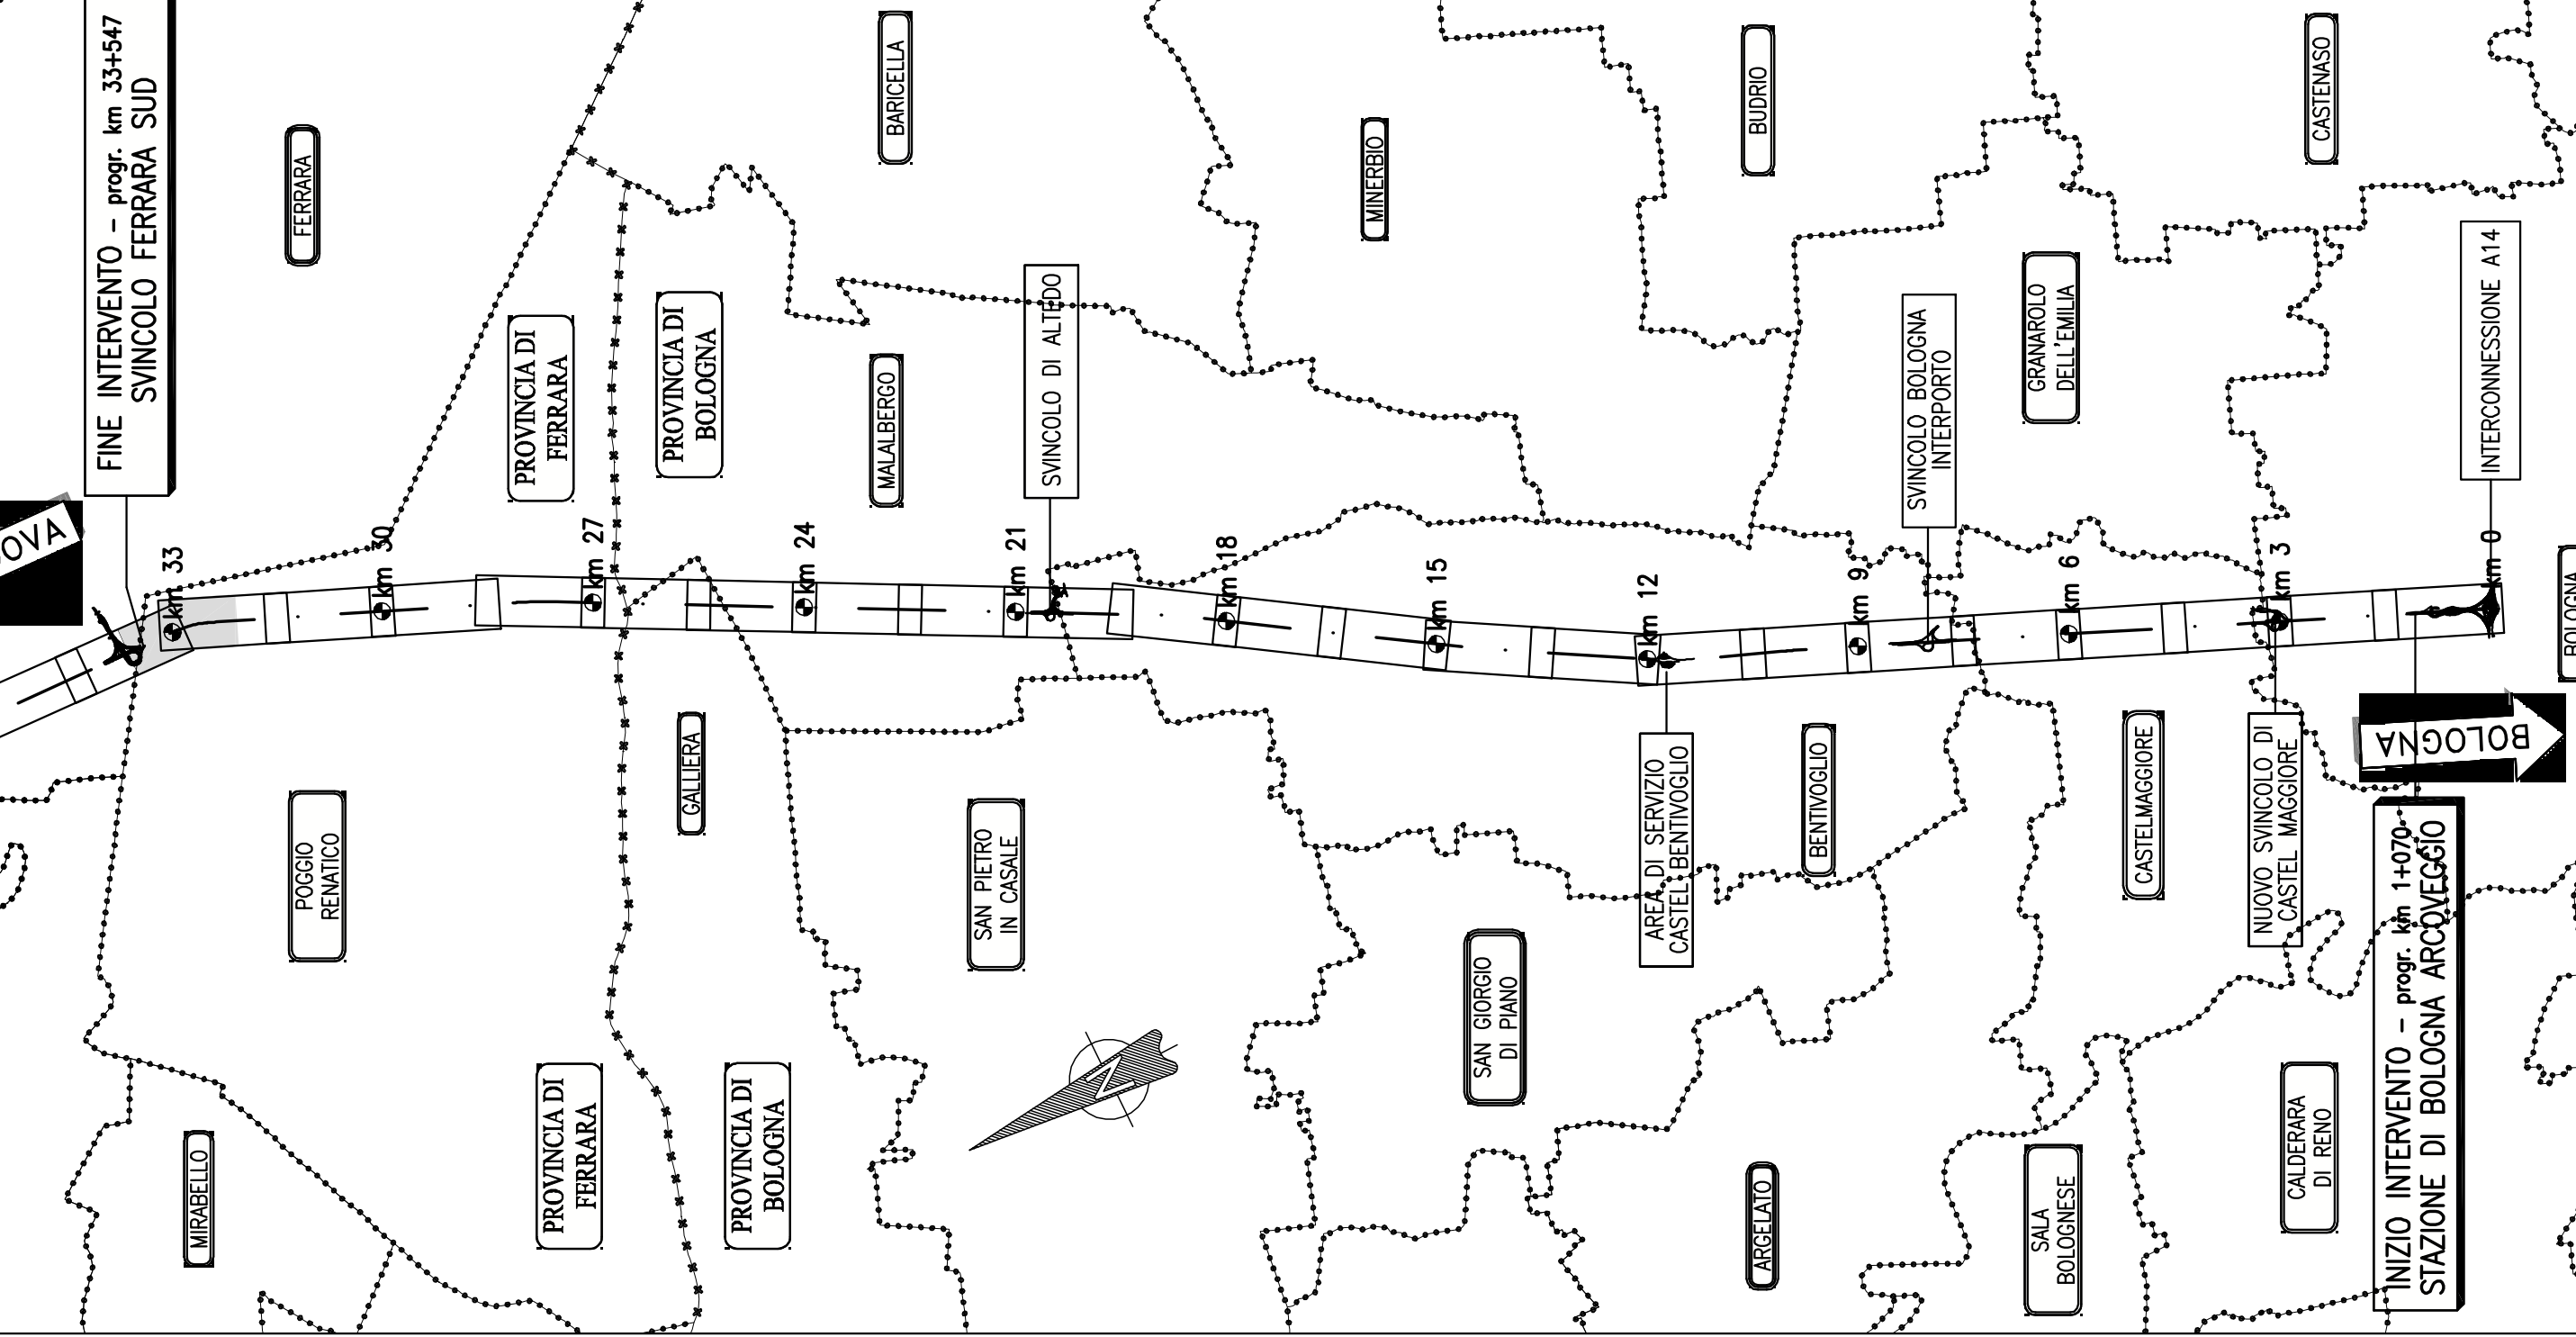 FINE INTERVENTO - progr. km 33+547
SVINCOLO FERRARA SUD
FERRARA
BARICELLA
MINERBIO
BUDRIO
CASTENASO
PROVINCIA DI
FERRARA
PROVINCIA DI
BOLOGNA
MALALBERGO
SVINCOLO DI ALTEDO
SVINCOLO BOLOGNA
INTERPORTO
GRANAROLO
DELL'EMILIA
INTERCONNESSIONE A14
km 33
km 30
km 27
km 24
km 21
km 18
km 15
km 12
km 9
km 6
km 3
km 0
BOLOGNA
POGGIO
RENATICO
GALLIERA
SAN PIETRO
IN CASALE
AREA DI SERVIZIO
CASTEL BENTIVOGLIO
BENTIVOGLIO
CASTELMAGGIORE
NUOVO SVINCOLO DI
CASTEL MAGGIORE
BOLOGNA
SAN GIORGIO
DI PIANO
N
MIRABELLO
PROVINCIA DI
FERRARA
PROVINCIA DI
BOLOGNA
ARGELATO
SALA
BOLOGNESE
CALDERARA
DI RENO
INIZIO INTERVENTO - progr. km 1+070
STAZIONE DI BOLOGNA ARCOVEGGIO